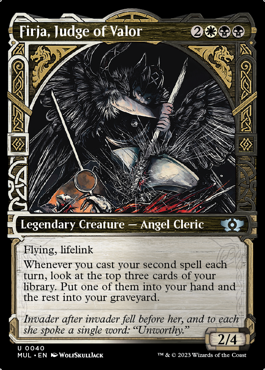 Firja, Judge of Valor 2
Legendary Creature — Angel Cleric
Flying, lifelink
Whenever you cast your second spell each
turn, look at the top three cards of your
library. Put one of them into your hand and
the rest into your graveyard.
Invader after invader fell before her, and to each
she spoke a single word: "Unworthy."
2/4
U 0040
MUL • EN WolfSkullJack
™ & © 2023 Wizards of the Coast